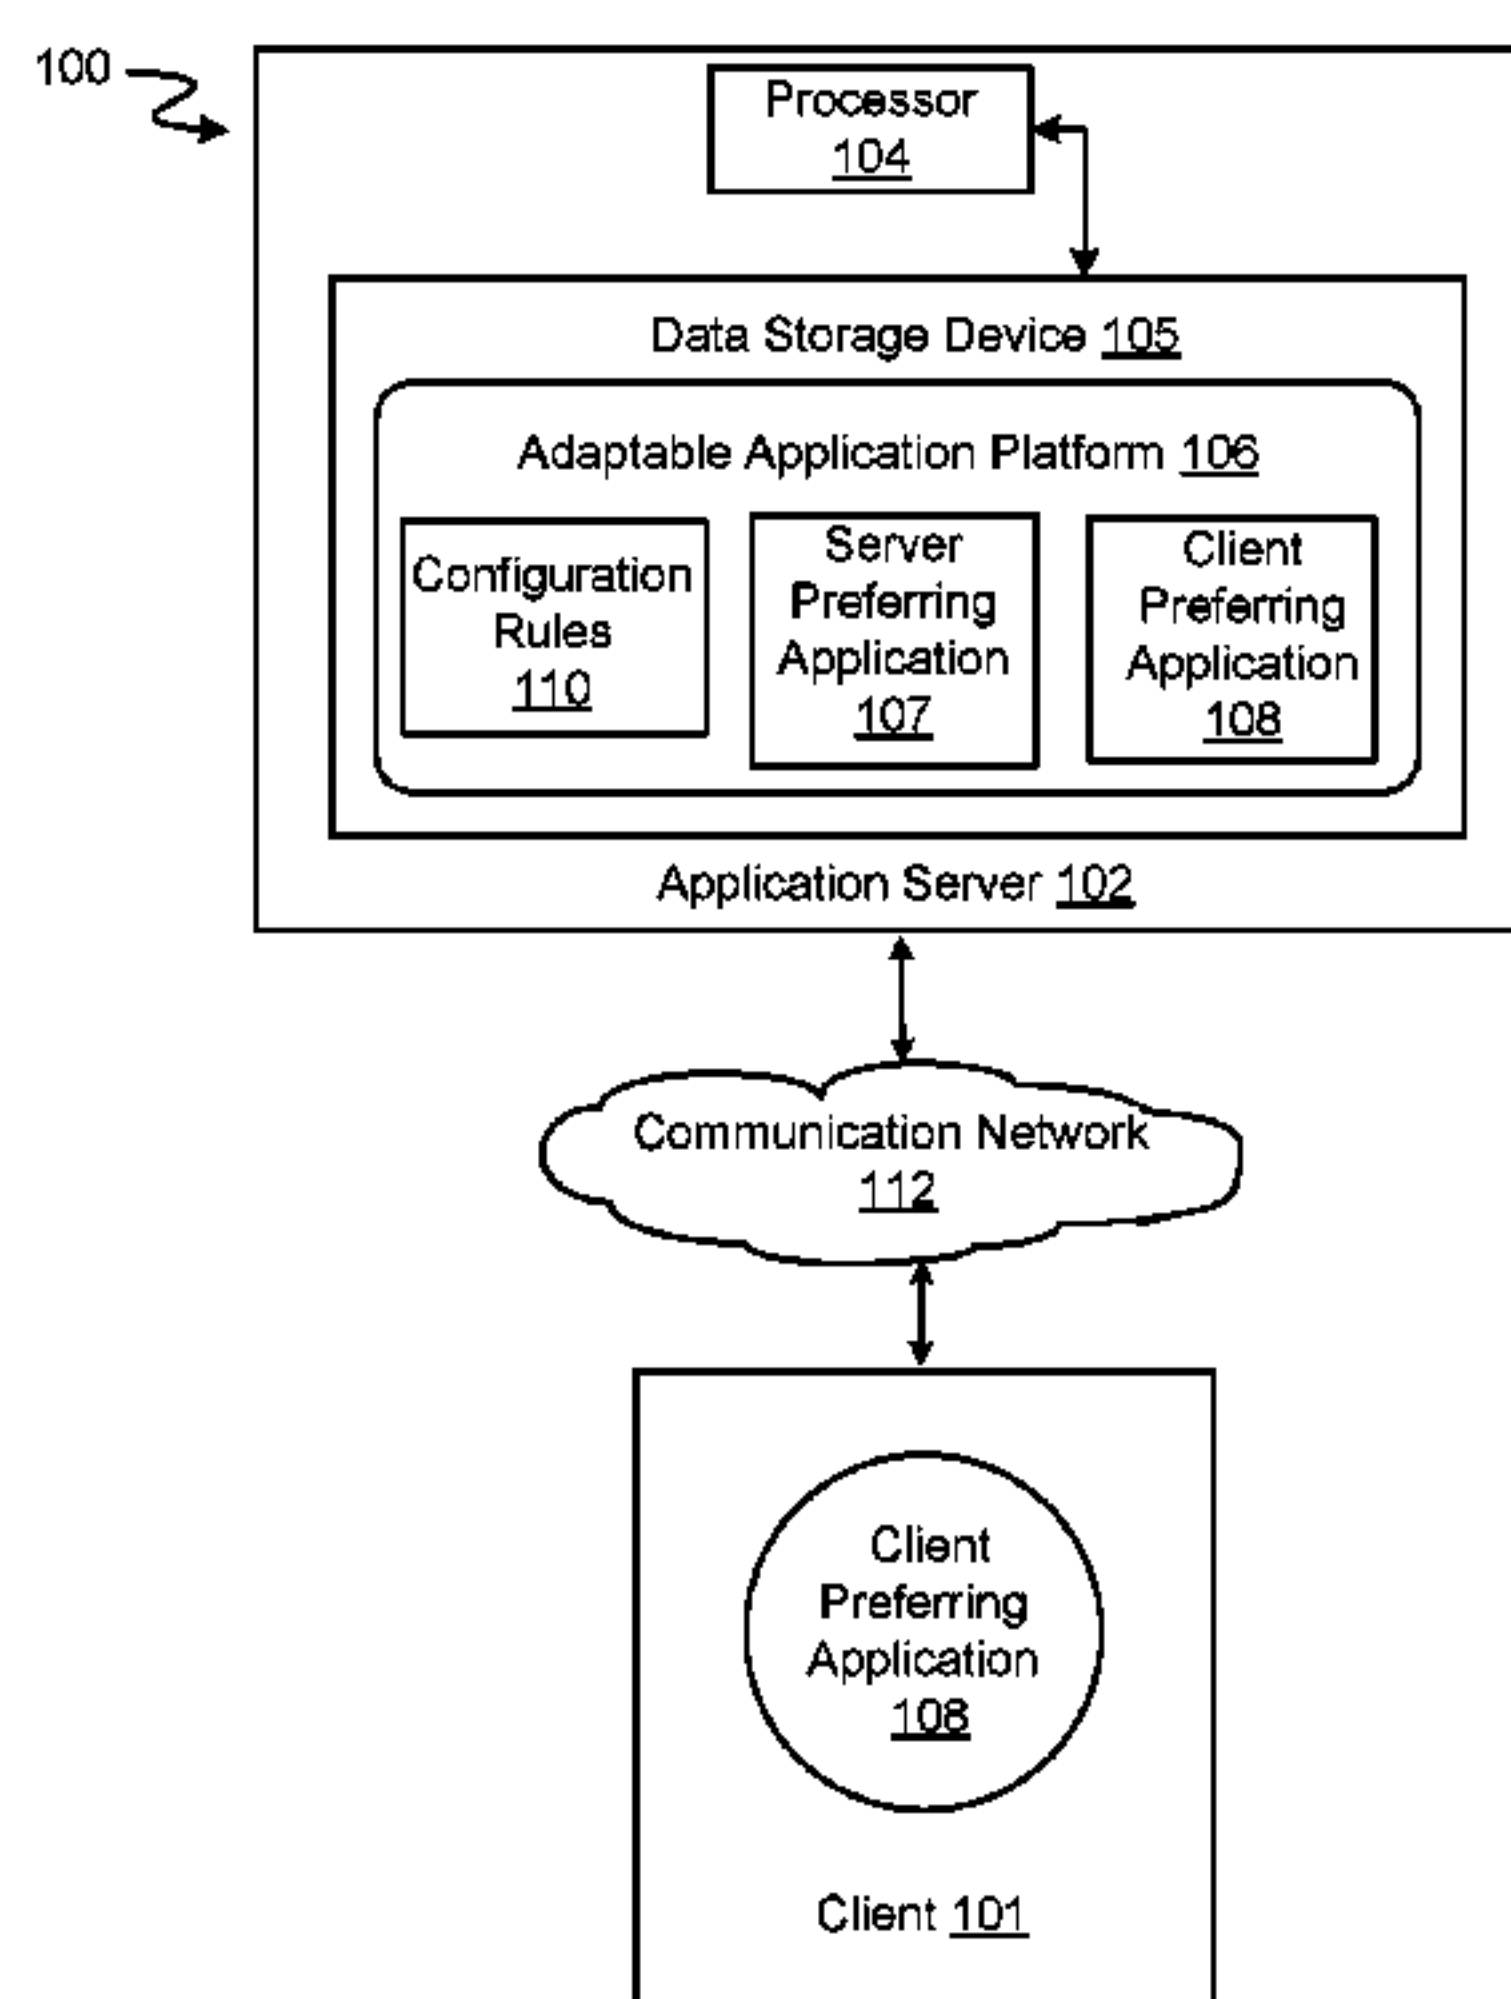 100
Processor
104
Data Storage Device 105
Adaptable Application Platform 106
Configuration
Rules
110
Server
Preferring
Application
107
Client
Preferring
Application
108
Application Server 102
Communication Network
112
Client
Preferring
Application
108
Client 101